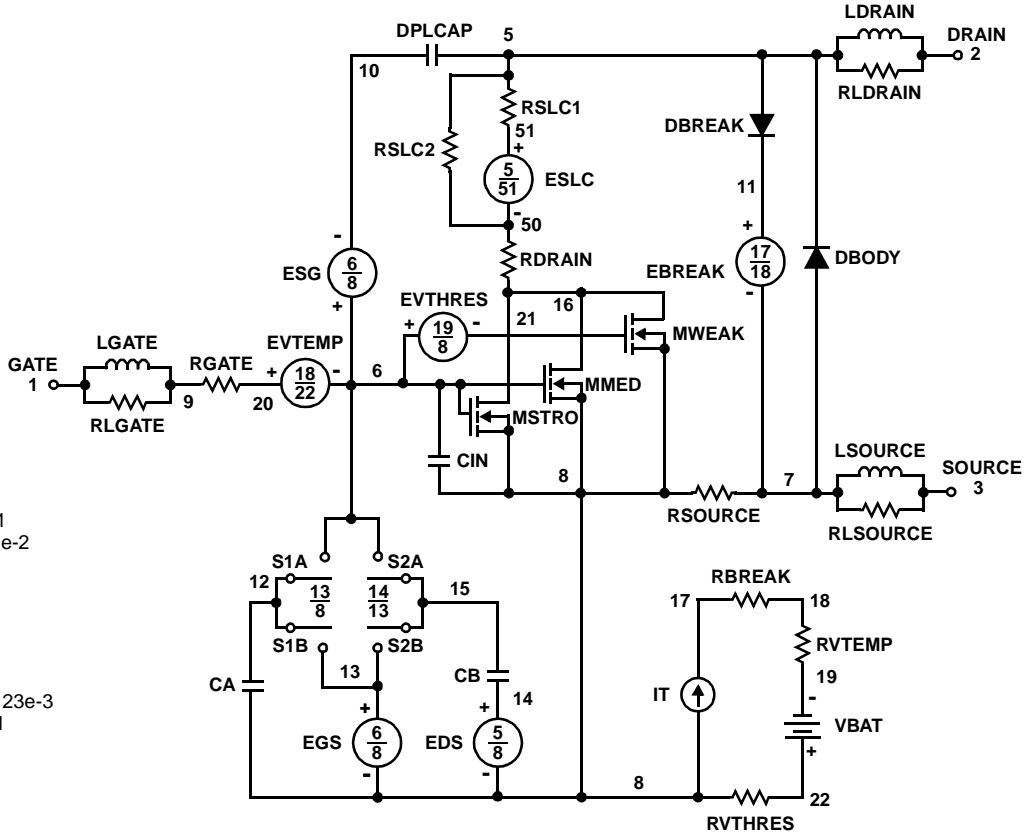 DPLCAP
5
LDRAIN
DRAIN
2
10
RLDRAIN
RSLC1
51
+
RSLC2
5
51
ESLC
-
50
DBREAK
11
+
17
18
EBREAK
-
DBODY
-
ESG
6
8
+
RDRAIN
EVTHRES
+
19
8
-
21
16
MWEAK
LGATE
GATE
1
RLGATE
9
RGATE
20
EVTEMP
+
18
22
-
6
MMED
MSTRO
CIN
8
RSOURCE
7
LSOURCE
SOURCE
3
RLSOURCE
e-2
S1A
S2A
12
13
8
14
13
15
S1B
S2B
13
CA
CB
14
+
EGS
6
8
-
+
EDS
5
8
-
8
RBREAK
17
18
RVTEMP
19
IT
-
VBAT
+
22
RVTHRES
23e-3